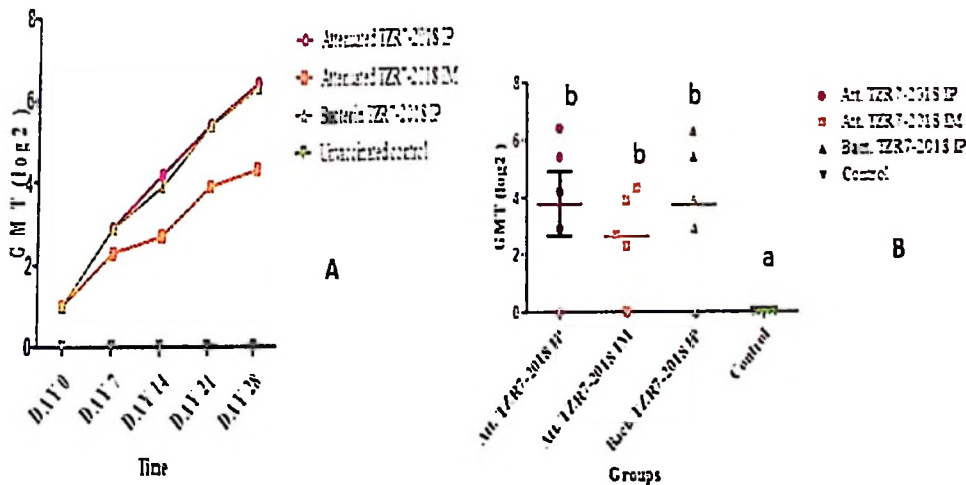 8
6
4
2
0
G M T (log2)
DAY 0
DAY 7
DAY 14
DAY 21
DAY 28
Time
Attenuated TZR7-2018 IP
Attenuated TZR7-2018 IM
Bacterin TZR7-2018 IP
Unvaccinated control
A
8
6
4
2
0
GMT (log2)
b
b
b
a
Att. TZR7-2018 IP
Att. TZR7-2018 IM
Bact. TZR7-2018 IP
Control
Groups
Att. TZR7-2018 IP
Att. TZR7-2018 IM
Bact. TZR7-2018 IP
Control
B